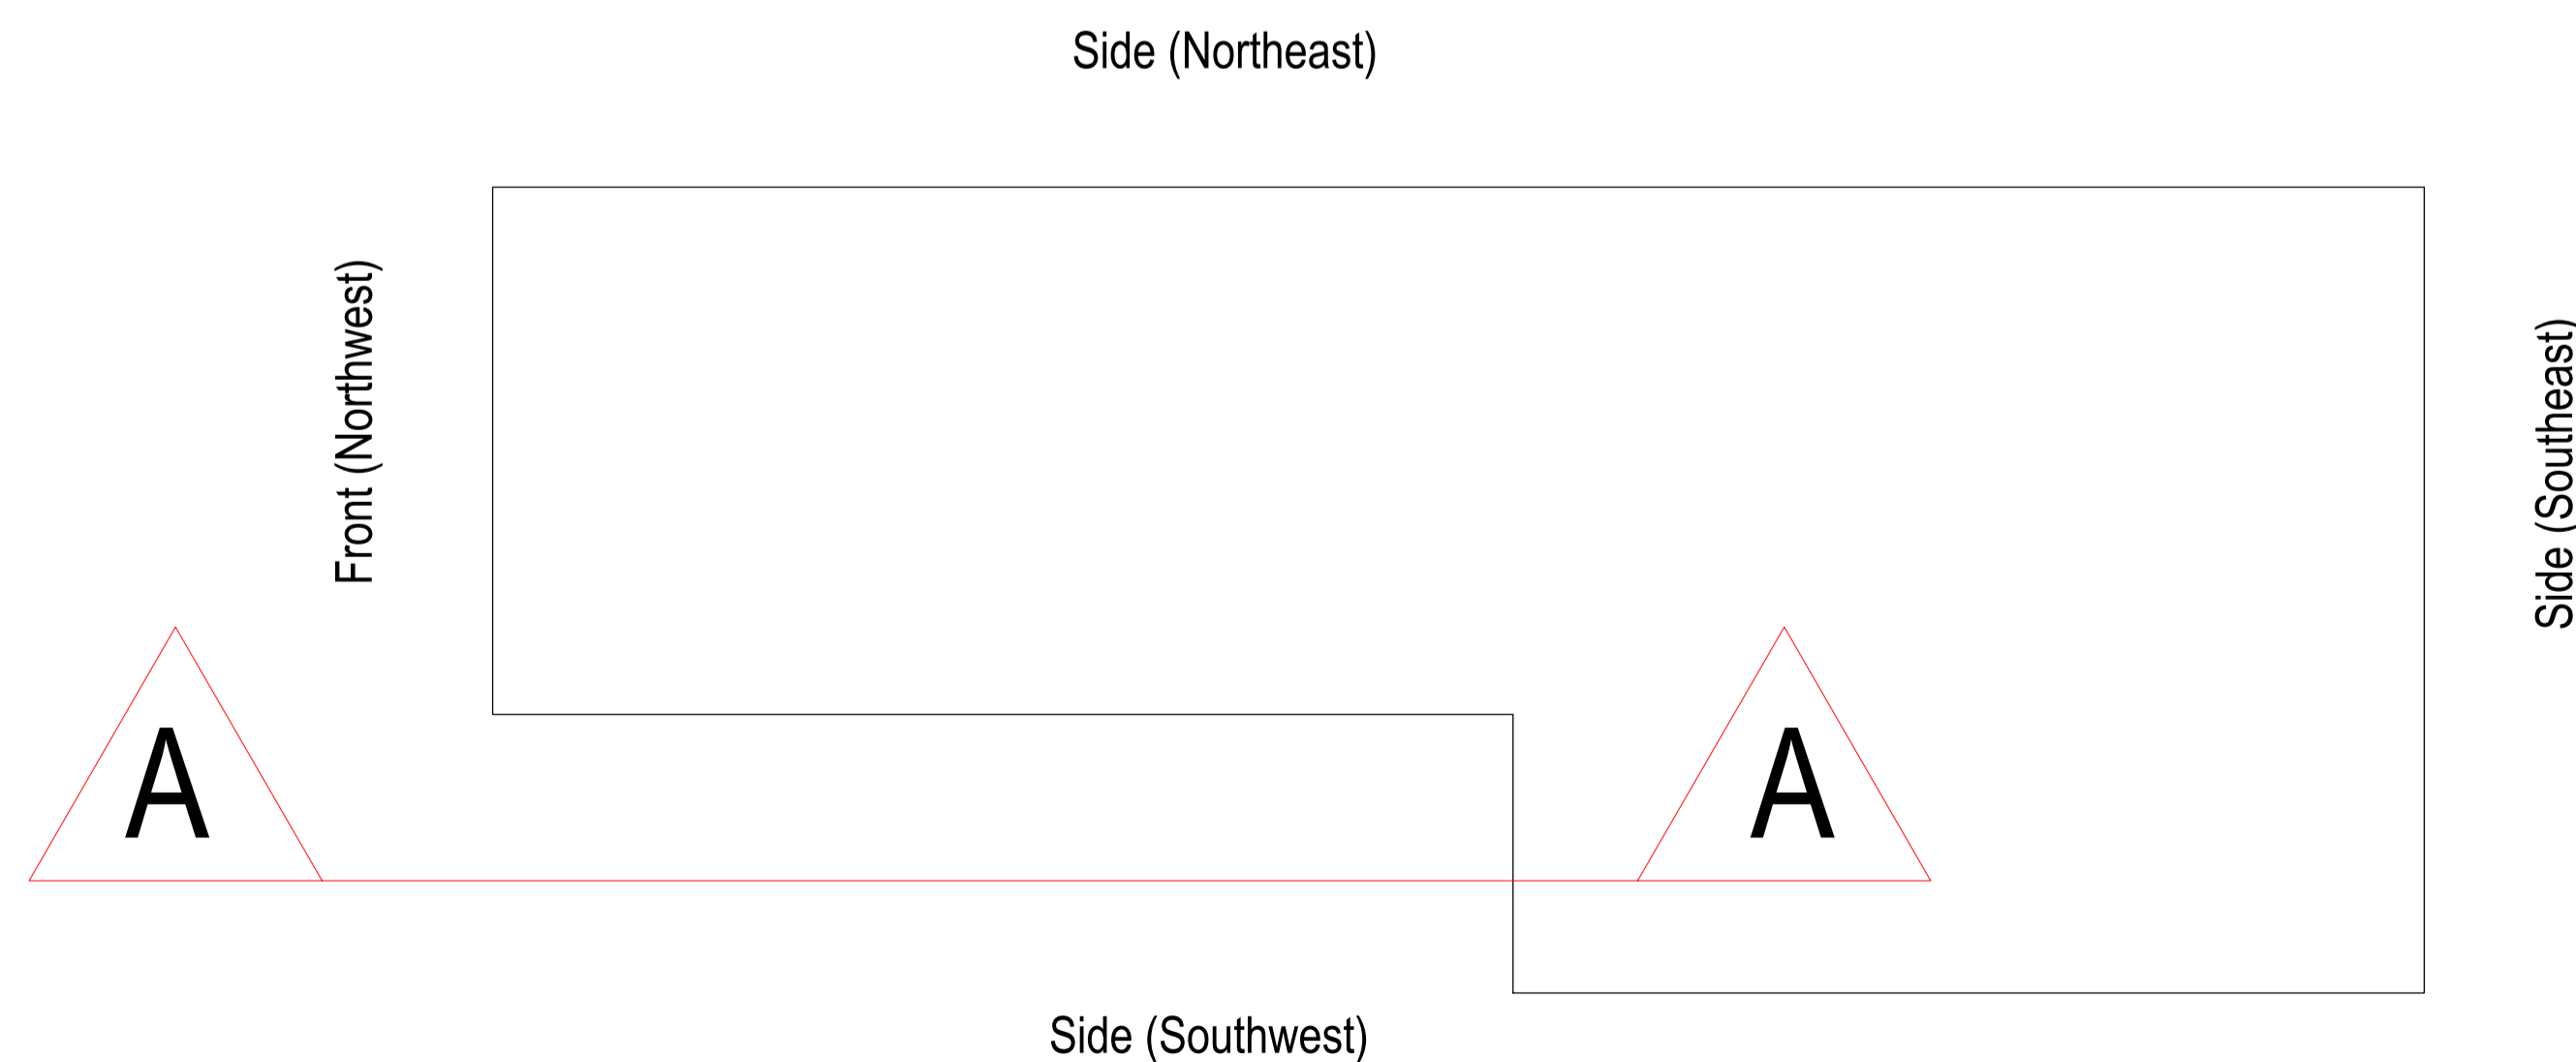 Side (Northeast)
Front (Northwest)
Side (Southeast)
A
A
Side (Southwest)